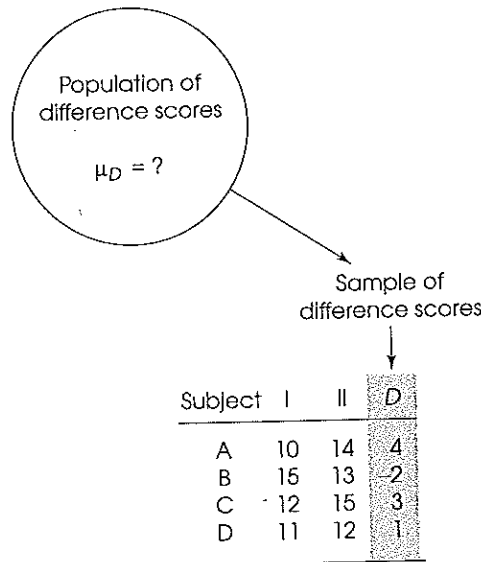 Population of
difference scores
μD = ?
Sample of
difference scores
Subject I II D
A 10 14 4
B 15 13 -2
C 12 15 3
D 11 12 1